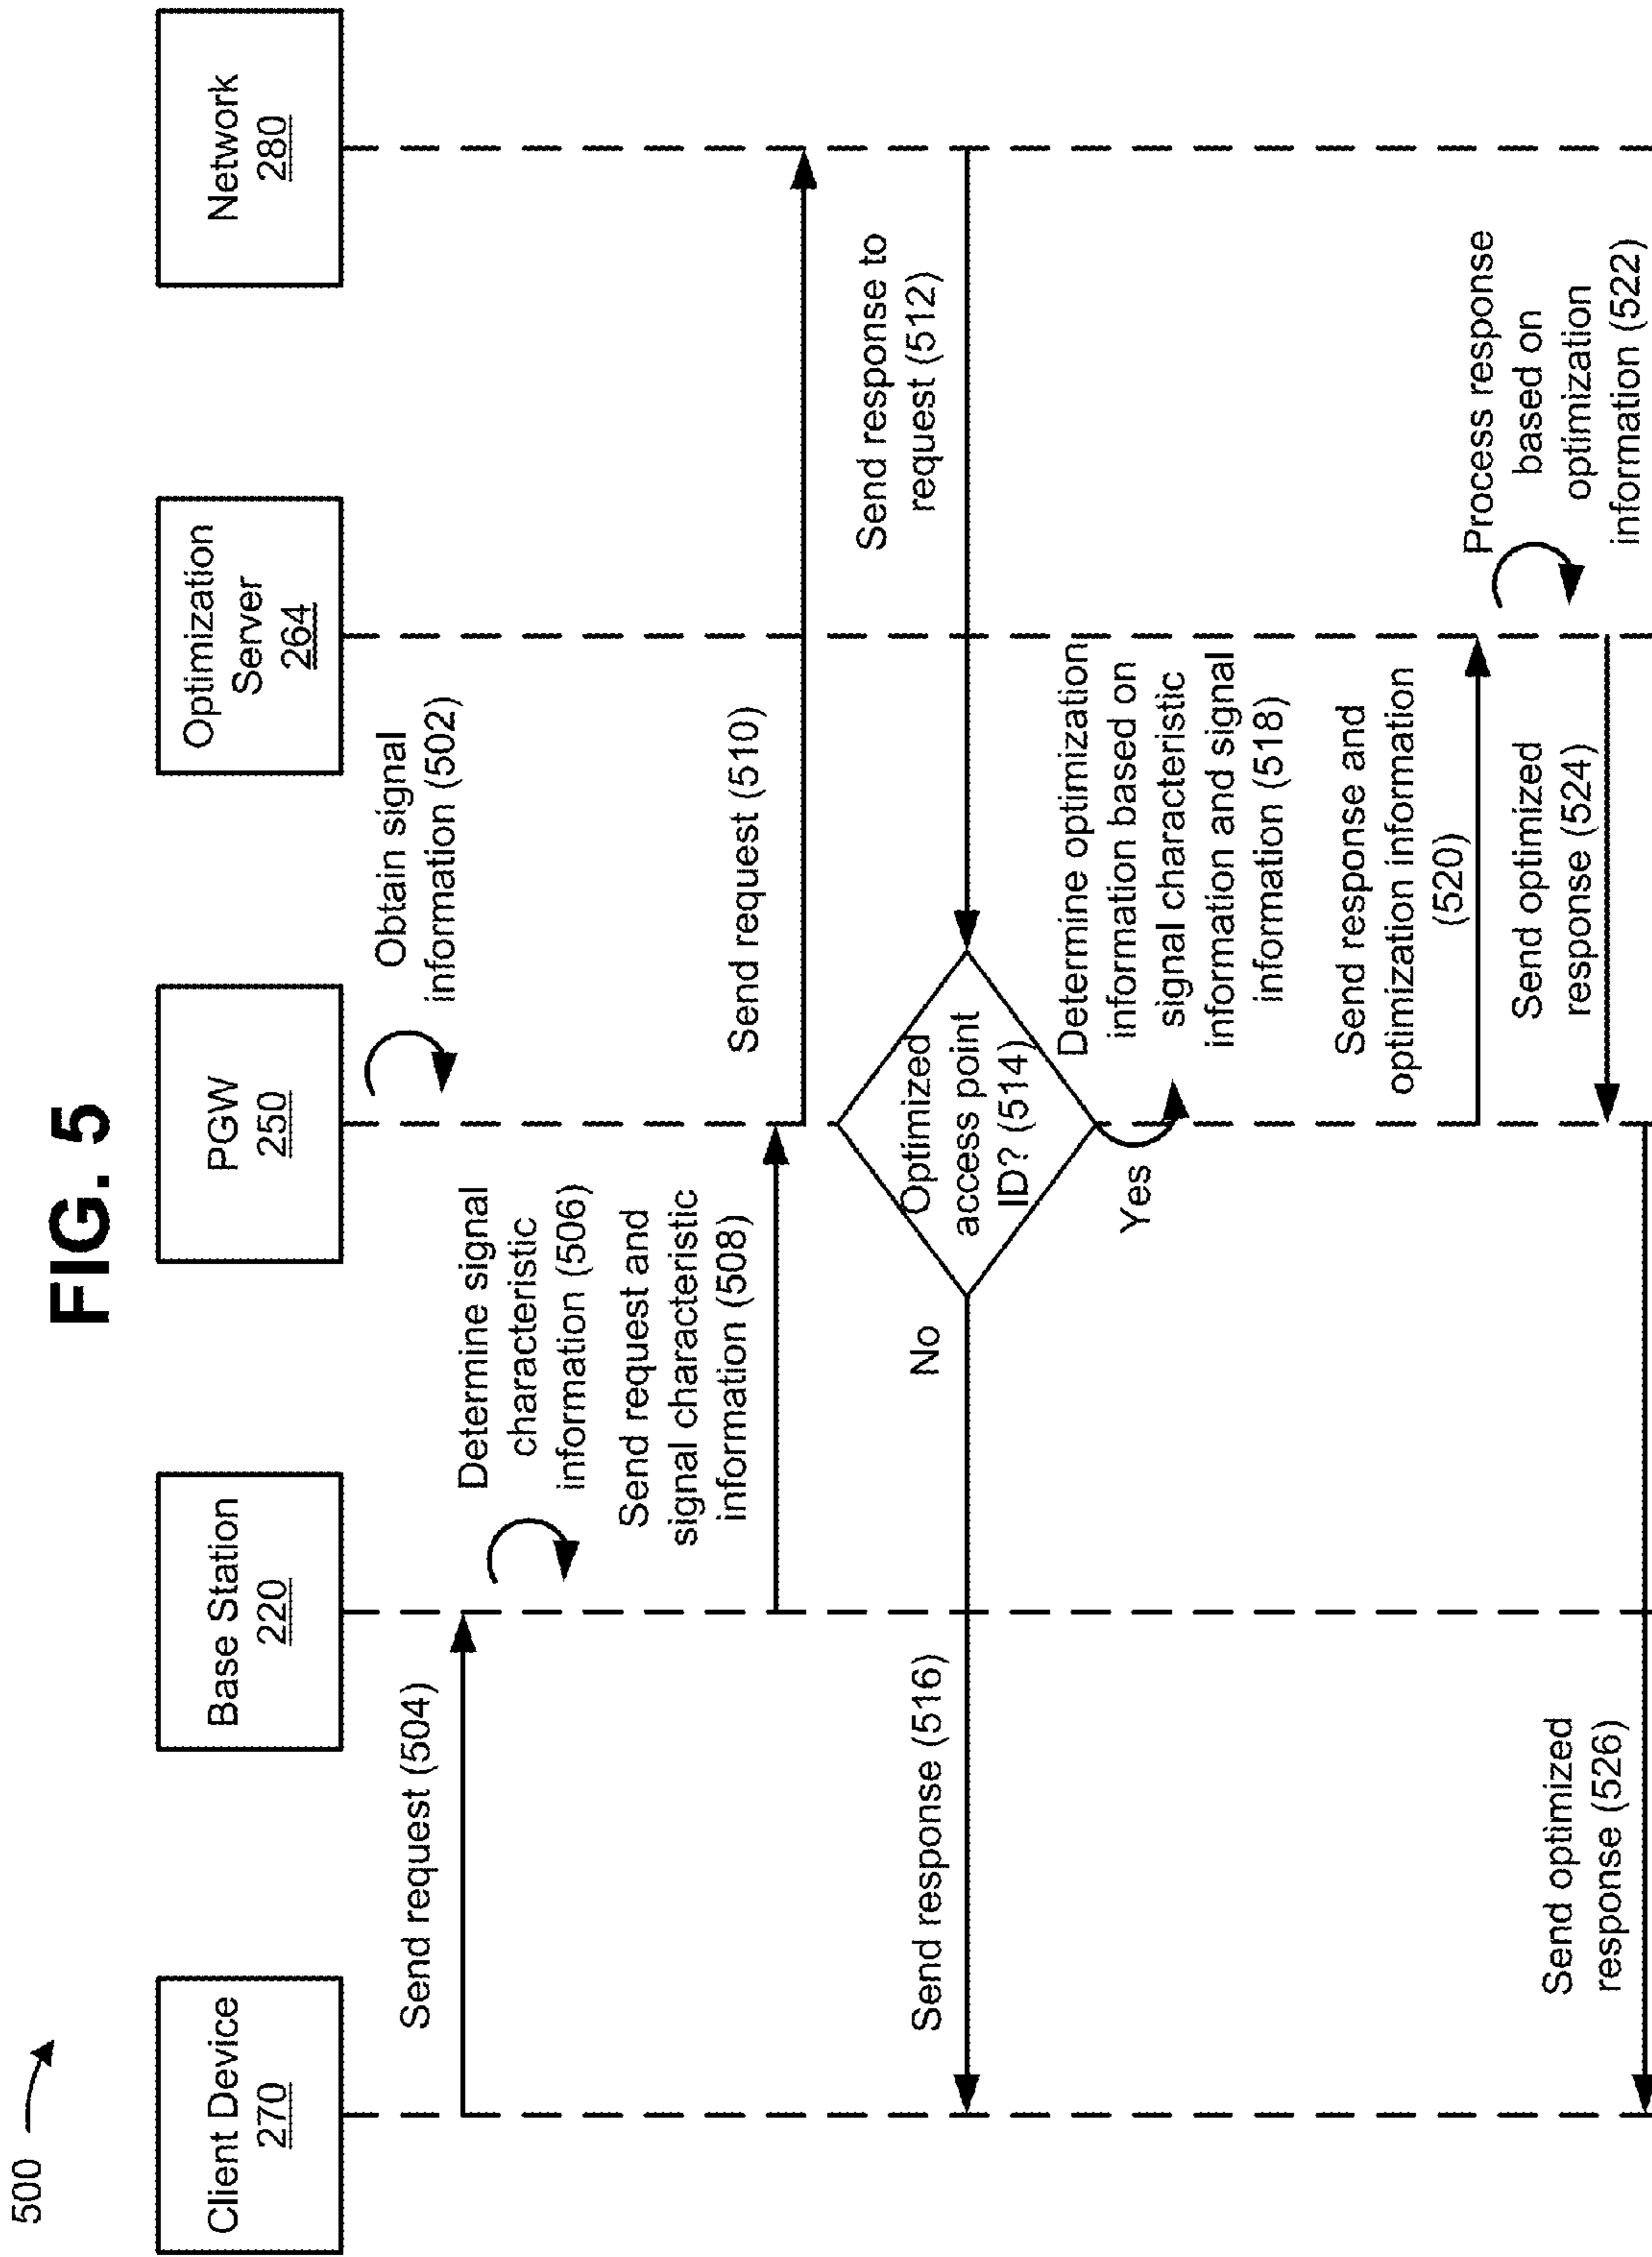 FIG. 5
500
Client Device
270
Base Station
220
PGW
250
Optimization
Server
264
Network
280
Obtain signal
information (502)
Send request (504)
Determine signal
characteristic
information (506)
Send request and
signal characteristic
information (508)
Send request (510)
Send response to
request (512)
Optimized
access point
ID? (514)
No
Yes
Send response (516)
Determine optimization
information based on
signal characteristic
information and signal
information (518)
Send response and
optimization information
(520)
Process response
based on
optimization
information (522)
Send optimized
response (524)
Send optimized
response (526)